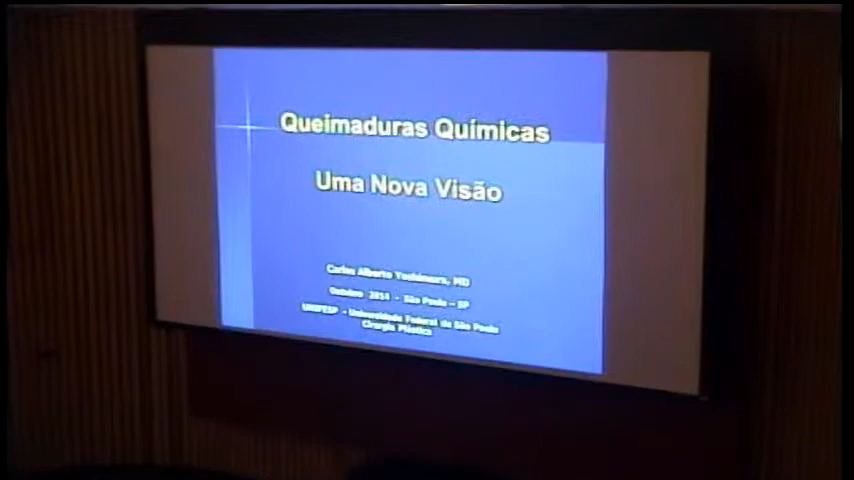 Queimaduras Químicas
Uma Nova Visão
Carlos Alberto Yoshimura, MD
Outubro 2014 - São Paulo - SP
UNIFESP - Universidade Federal de São Paulo
Cirurgia Plástica